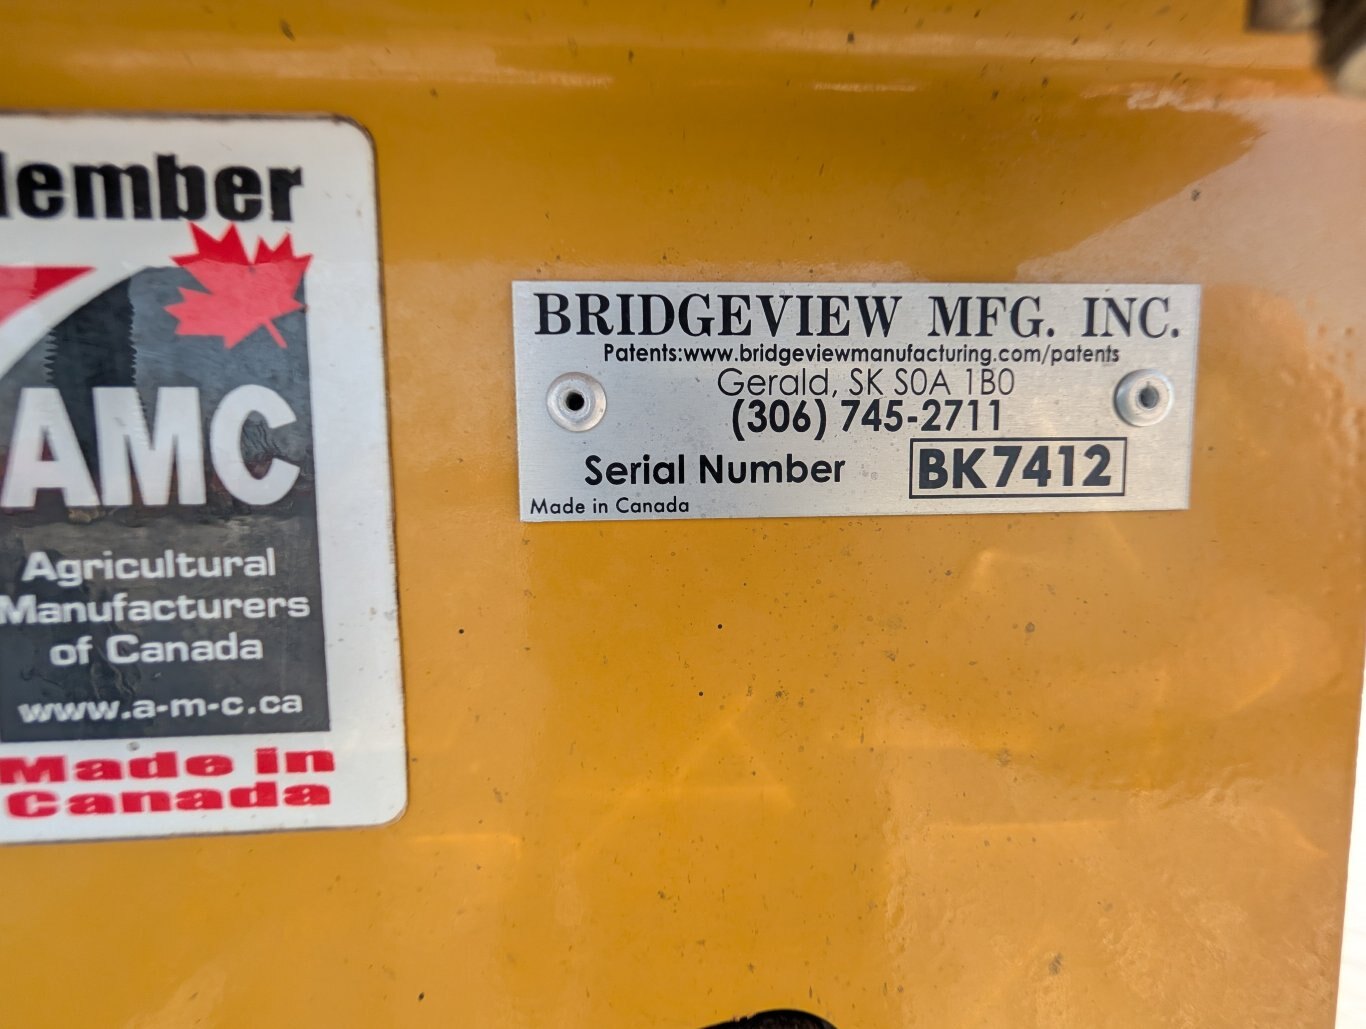 ember
AMC
Agricultural
Manufacturers
of Canada
www.a-m-c.ca
Made in
Canada
BRIDGEVIEW MFG. INC.
Patents:www.bridgeviewmanufacturing.com/patents
Gerald, SK S0A 1B0
(306) 745-2711
Serial Number BK7412
Made in Canada